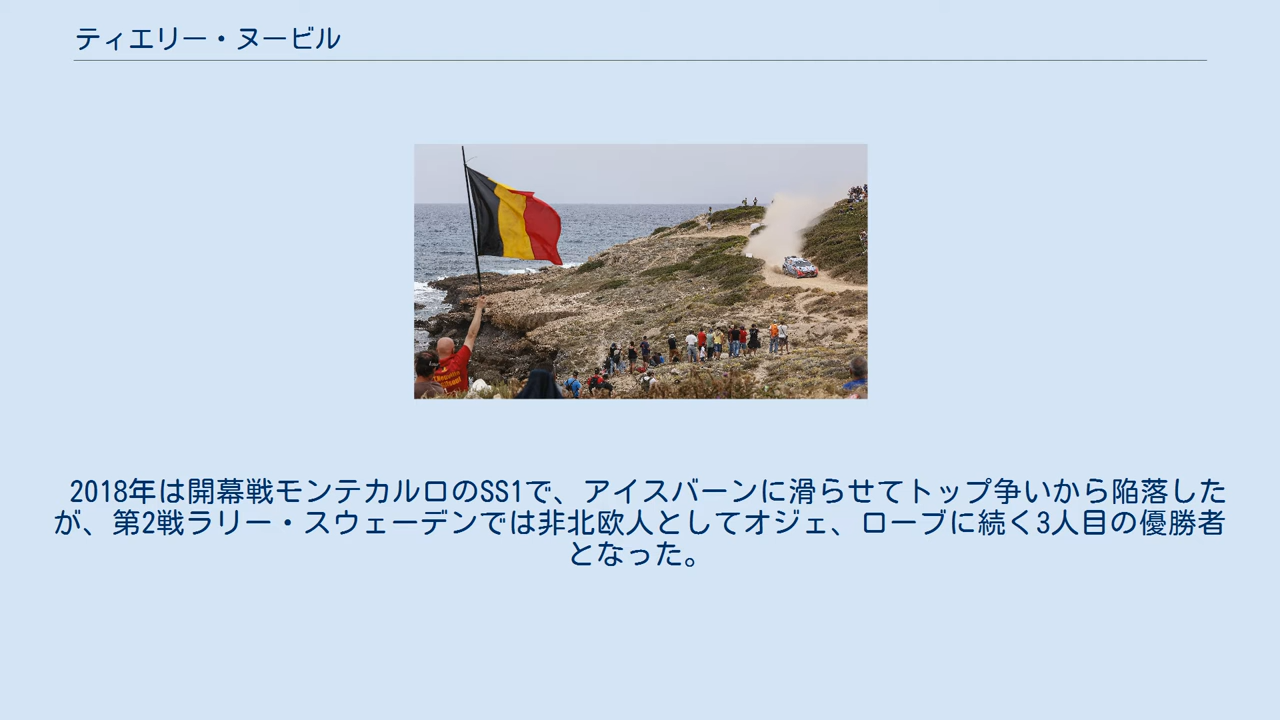 ティエリー・ヌービル
2018年は開幕戦モンテカルロのSS1で、アイスバーンに滑らせてトップ争いから陥落した
が、第2戦ラリー・スウェーデンでは非北欧人としてオジェ、ローブに続く3人目の優勝者
となった。